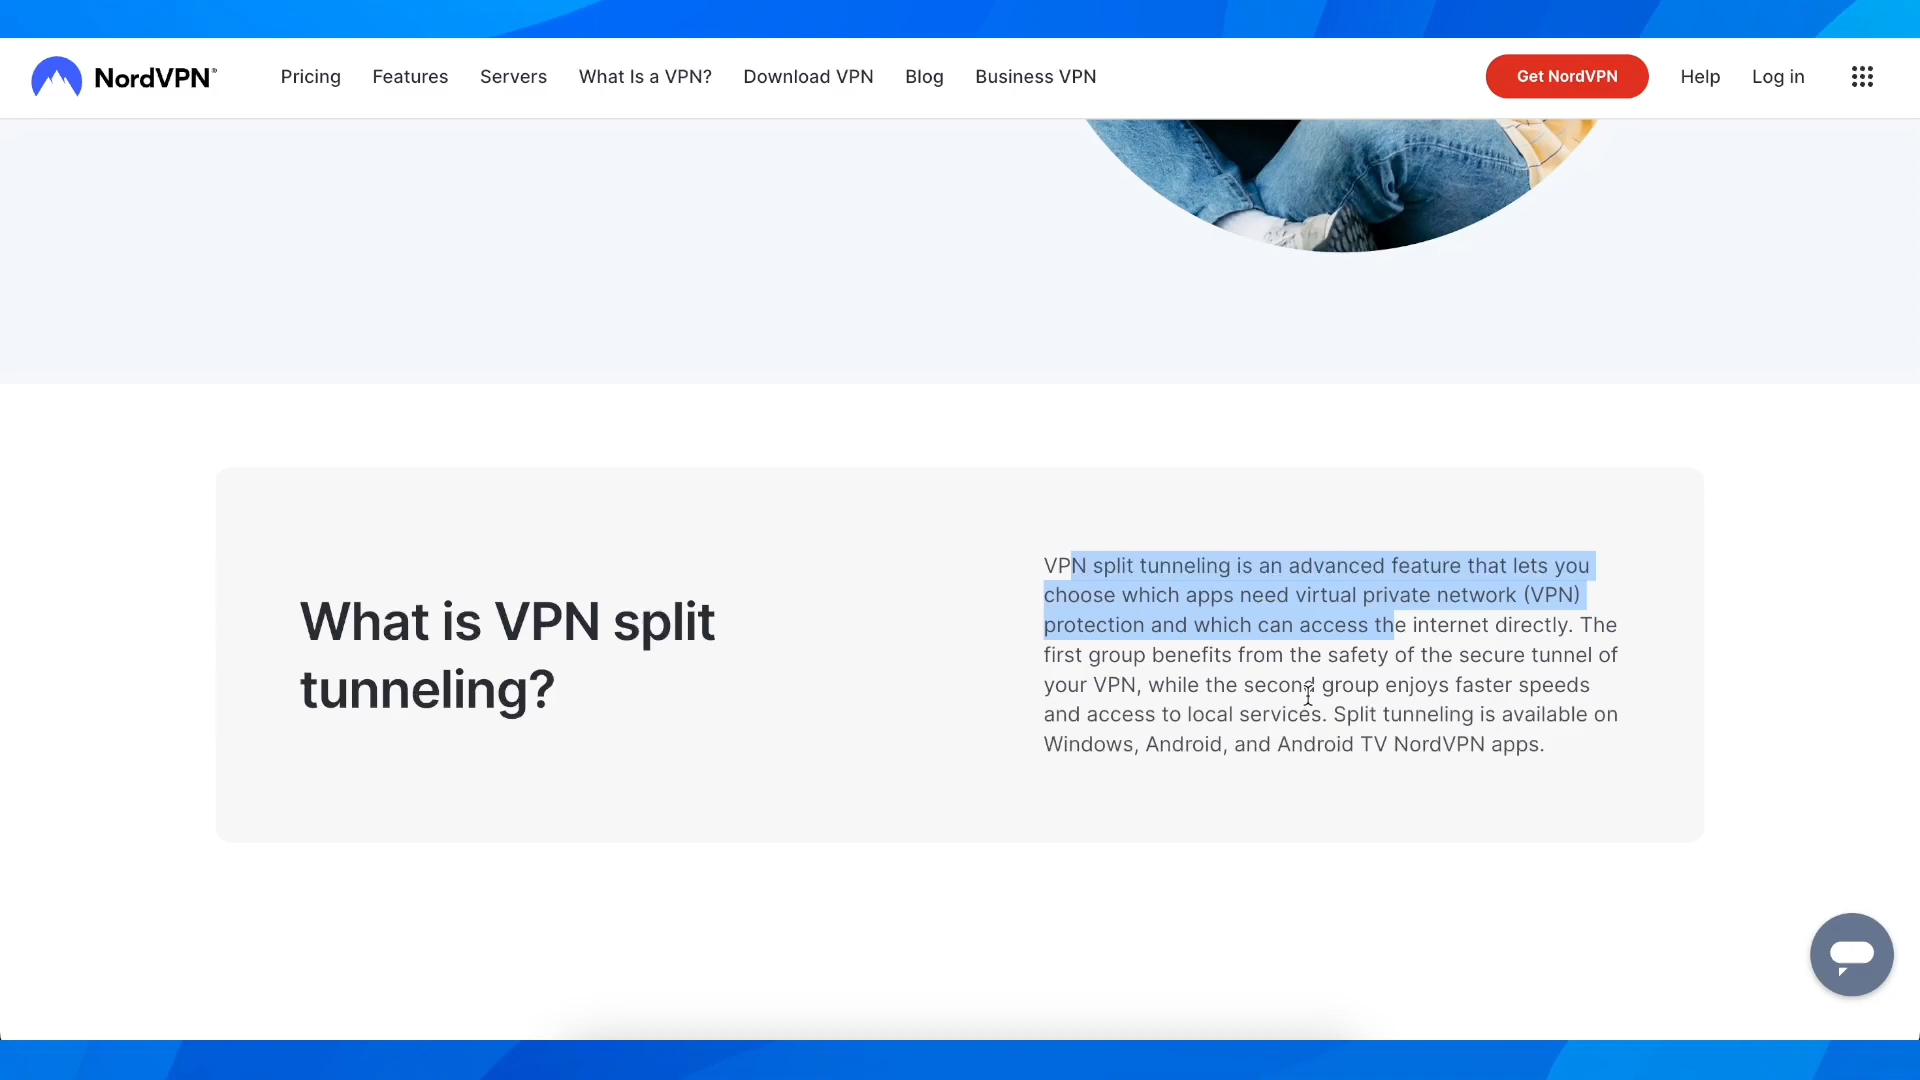 NordVPN®
Pricing Features Servers What Is a VPN? Download VPN Blog Business VPN
Get NordVPN Help Log in
What is VPN split
tunneling?
VPN split tunneling is an advanced feature that lets you
choose which apps need virtual private network (VPN)
protection and which can access the internet directly. The
first group benefits from the safety of the secure tunnel of
your VPN, while the second group enjoys faster speeds
and access to local services. Split tunneling is available on
Windows, Android, and Android TV NordVPN apps.